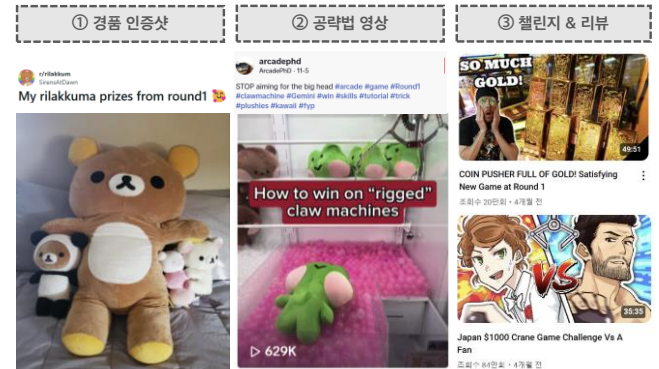 ① 경품 인증샷
② 공략법 영상
③ 챌린지 & 리뷰
r/rilakkuma
SirensAtDawn
My rilakkuma prizes from round1 🥰
arcadephd
ArcadePhD · 11-5
STOP aiming for the big head #arcade #game #Round1
#clawmachine #Gemini #win #skills #tutorial #trick
#plushies #kawaii #fyp
How to win on “rigged”
claw machines
629K
SO MUCH
GOLD!
49:51
COIN PUSHER FULL OF GOLD! Satisfying
New Game at Round 1
조회수 20만회 · 4개월 전
VS
35:35
Japan $1000 Crane Game Challenge Vs A
Fan
조회수 84만회 · 4개월 전